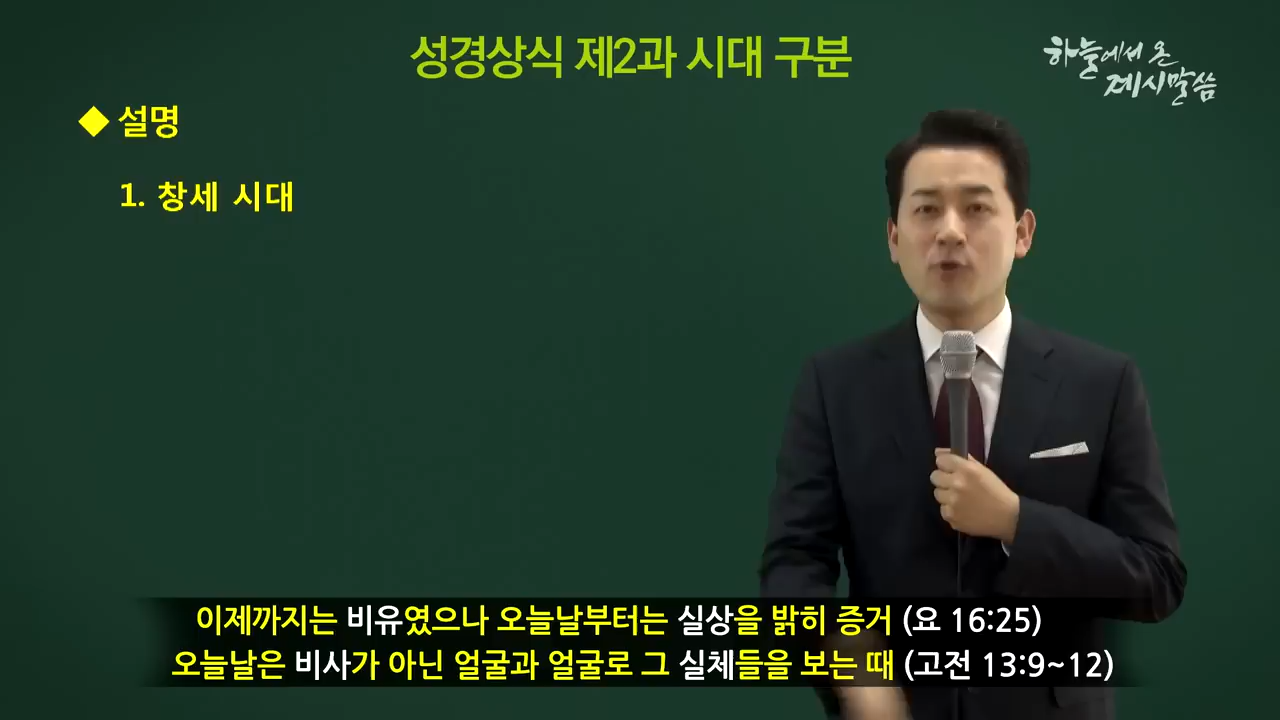 성경상식 제2과 시대 구분
하늘에서 온
계시말씀
◆ 설명
1. 창세 시대
이제까지는 비유였으나 오늘날부터는 실상을 밝히 증거 (요 16:25)
오늘날은 비사가 아닌 얼굴과 얼굴로 그 실체들을 보는 때 (고전 13:9~12)